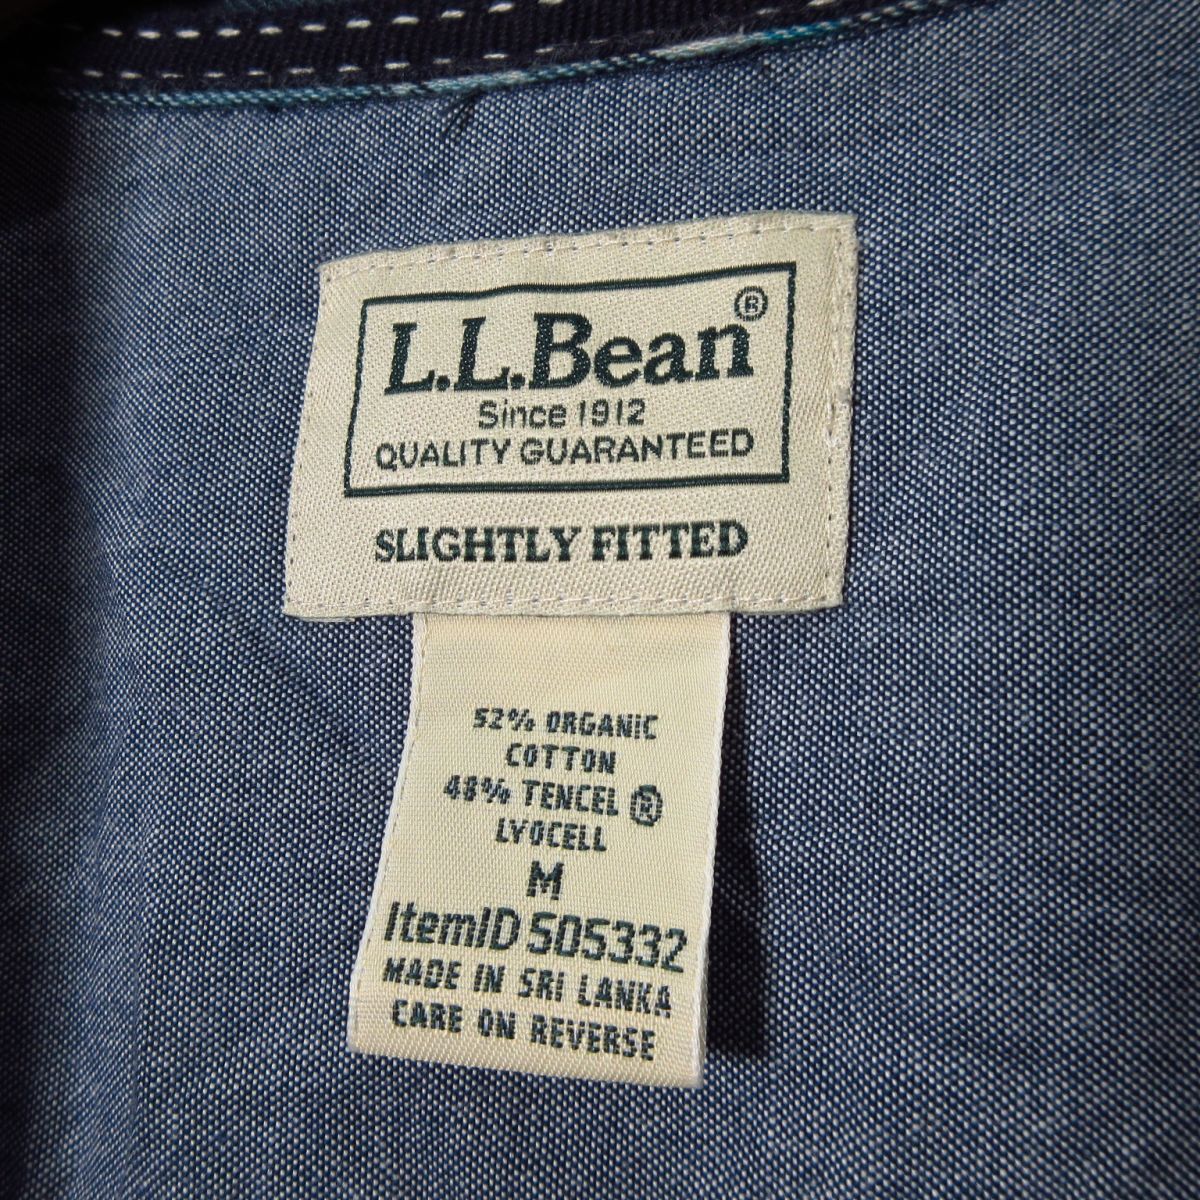 L.L.Bean®
Since 1912
QUALITY GUARANTEED
SLIGHTLY FITTED
52% ORGANIC
COTTON
48% TENCEL ®
LYOCELL
M
ItemID 505332
MADE IN SRI LANKA
CARE ON REVERSE